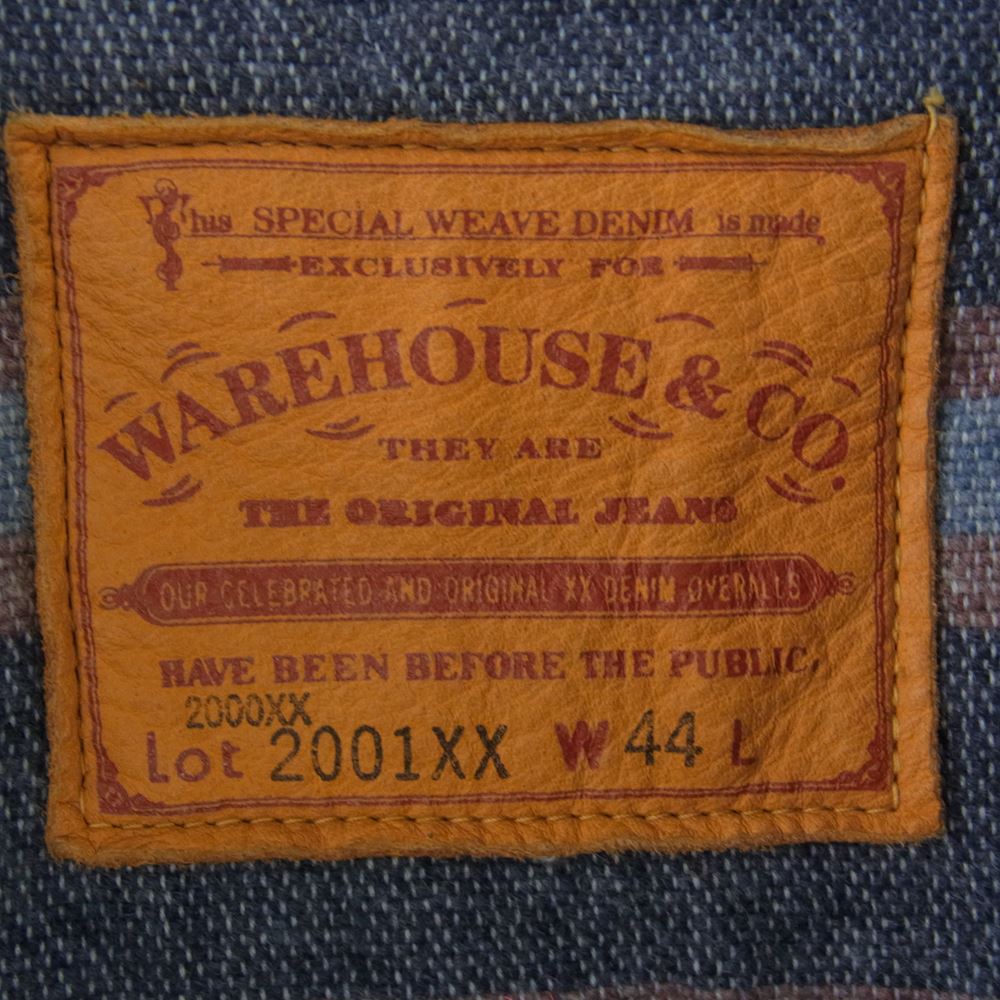 This SPECIAL WEAVE DENIM is made
EXCLUSIVELY FOR
WAREHOUSE & CO.
THEY ARE
THE ORIGINAL JEANS
OUR CELEBRATED AND ORIGINAL XX DENIM OVERALLS
HAVE BEEN BEFORE THE PUBLIC,
2000XX
Lot 2001XX W 44 L